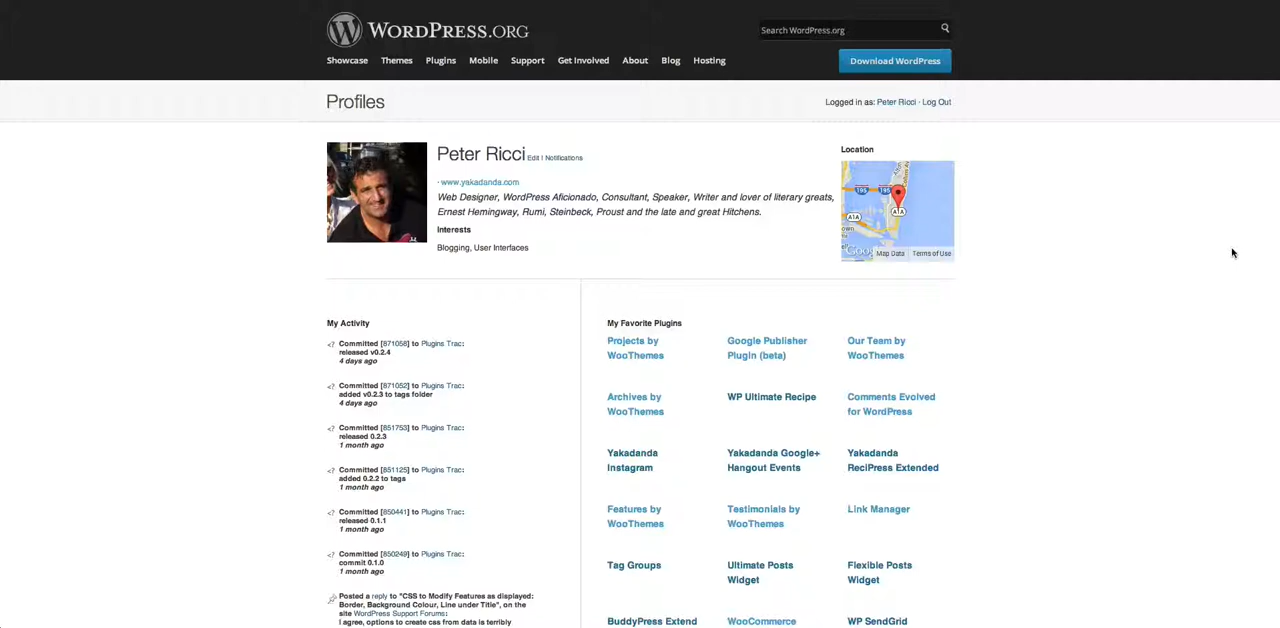 WORDPRESS.ORG
Search WordPress.org
Showcase Themes Plugins Mobile Support Get Involved About Blog Hosting
Download WordPress
Profiles
Logged in as: Peter Ricci · Log Out
Peter Ricci Edit | Notifications
· www.yakadanda.com
Web Designer, WordPress Aficionado, Consultant, Speaker, Writer and lover of literary greats,
Ernest Hemingway, Rumi, Steinbeck, Proust and the late and great Hitchens.
Interests
Blogging, User Interfaces
Location
195 195
A1A
A1A
Map Data Terms of Use
My Activity
Committed [871058] to Plugins Trac:
released v0.2.4
4 days ago
Committed [871052] to Plugins Trac:
added v0.2.3 to tags folder
4 days ago
Committed [851753] to Plugins Trac:
released 0.2.3
1 month ago
Committed [851125] to Plugins Trac:
added 0.2.2 to tags
1 month ago
Committed [850441] to Plugins Trac:
released 0.1.1
1 month ago
Committed [850249] to Plugins Trac:
commit 0.1.0
1 month ago
Posted a reply to "CSS to Modify Features as displayed:
Border, Background Colour, Line under Title", on the
site WordPress Support Forums:
I agree, options to create css from data is terribly
My Favorite Plugins
Projects by
WooThemes
Google Publisher
Plugin (beta)
Our Team by
WooThemes
Archives by
WooThemes
WP Ultimate Recipe
Comments Evolved
for WordPress
Yakadanda
Instagram
Yakadanda Google+
Hangout Events
Yakadanda
ReciPress Extended
Features by
WooThemes
Testimonials by
WooThemes
Link Manager
Tag Groups
Ultimate Posts
Widget
Flexible Posts
Widget
BuddyPress Extend
WooCommerce
WP SendGrid